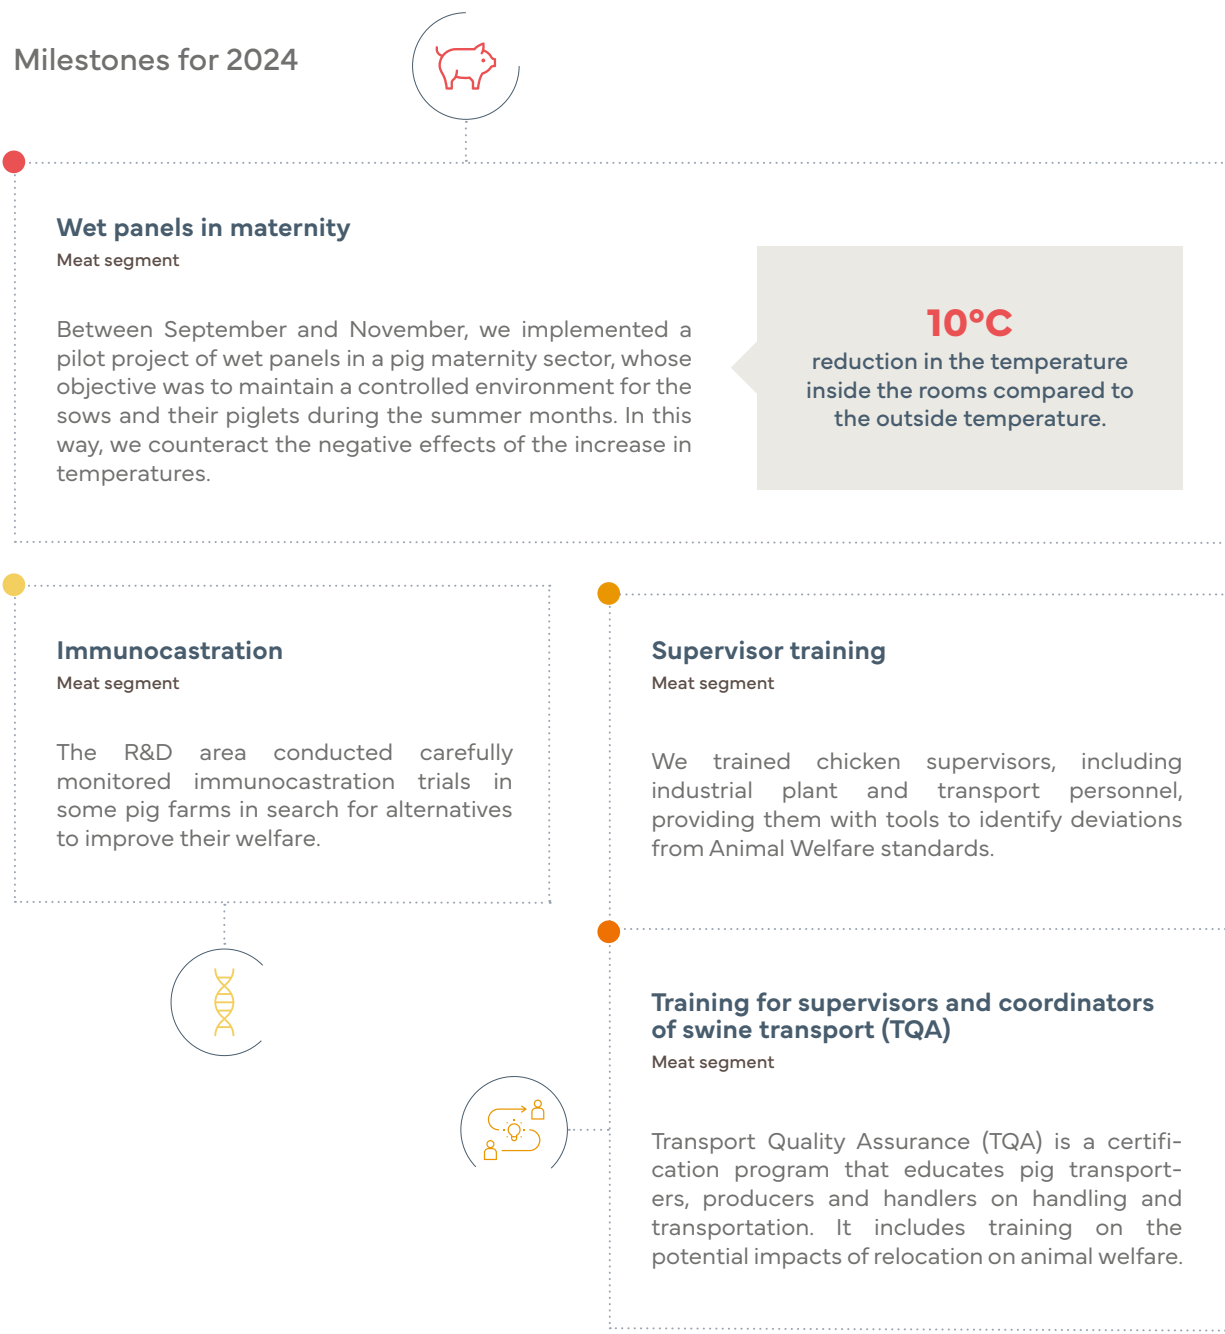 Milestones for 2024
Wet panels in maternity
Meat segment
Between September and November, we implemented a
pilot project of wet panels in a pig maternity sector, whose
objective was to maintain a controlled environment for the
sows and their piglets during the summer months. In this
way, we counteract the negative effects of the increase in
temperatures.
10°C
reduction in the temperature
inside the rooms compared to
the outside temperature.
Immunocastration
Meat segment
The R&D area conducted carefully
monitored immunocastration trials in
some pig farms in search for alternatives
to improve their welfare.
Supervisor training
Meat segment
We trained chicken supervisors, including
industrial plant and transport personnel,
providing them with tools to identify deviations
from Animal Welfare standards.
Training for supervisors and coordinators
of swine transport (TQA)
Meat segment
Transport Quality Assurance (TQA) is a certifi-
cation program that educates pig transport-
ers, producers and handlers on handling and
transportation. It includes training on the
potential impacts of relocation on animal welfare.